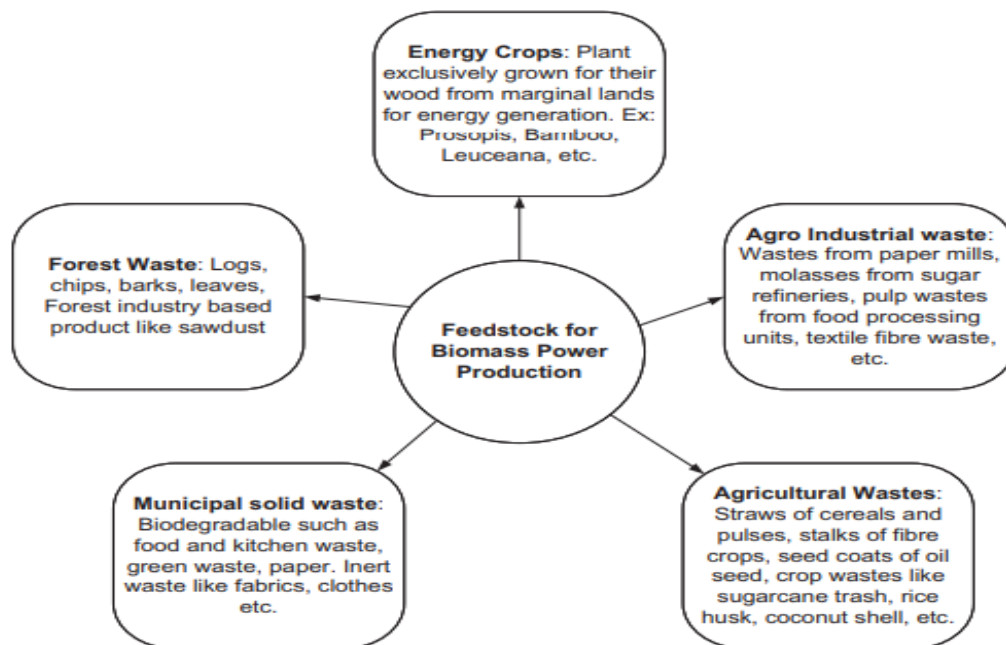 Energy Crops: Plant
exclusively grown for their
wood from marginal lands
for energy generation. Ex:
Prosopis, Bamboo,
Leuceana, etc.
Forest Waste: Logs,
chips, barks, leaves,
Forest industry based
product like sawdust
Feedstock for
Biomass Power
Production
Agro Industrial waste:
Wastes from paper mills,
molasses from sugar
refineries, pulp wastes
from food processing
units, textile fibre waste,
etc.
Municipal solid waste:
Biodegradable such as
food and kitchen waste,
green waste, paper. Inert
waste like fabrics, clothes
etc.
Agricultural Wastes:
Straws of cereals and
pulses, stalks of fibre
crops, seed coats of oil
seed, crop wastes like
sugarcane trash, rice
husk, coconut shell, etc.